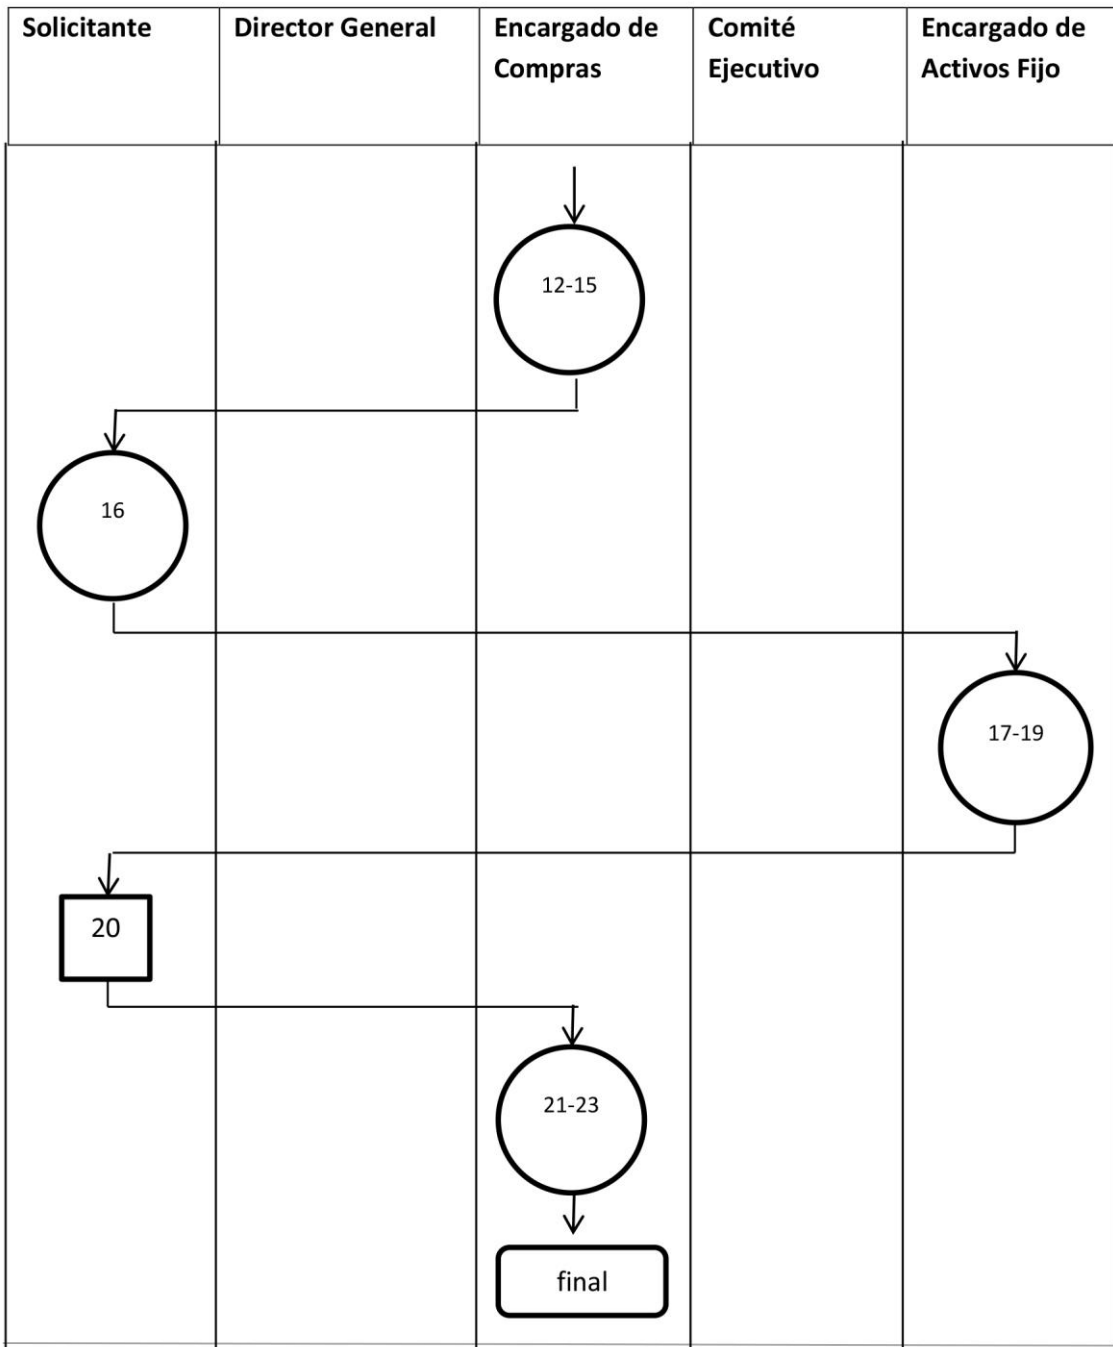 Solicitante
Director General
Encargado de
Compras
Comité
Ejecutivo
Encargado de
Activos Fijo
12-15
16
17-19
20
21-23
final